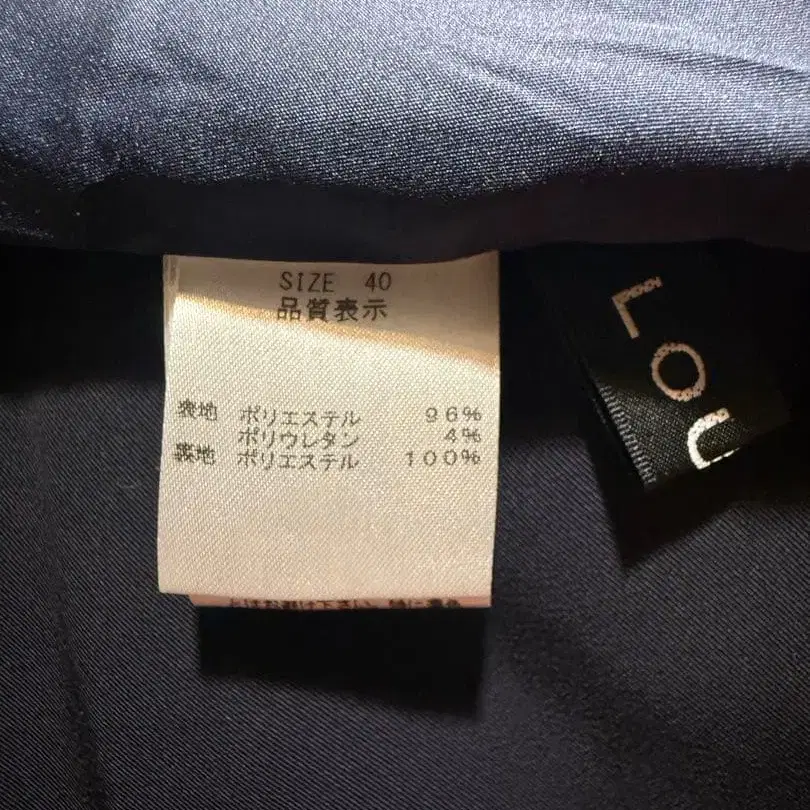 SIZE 40
品質表示
表地 ポリエステル 96%
ポリウレタン 4%
裏地 ポリエステル 100%
LOU